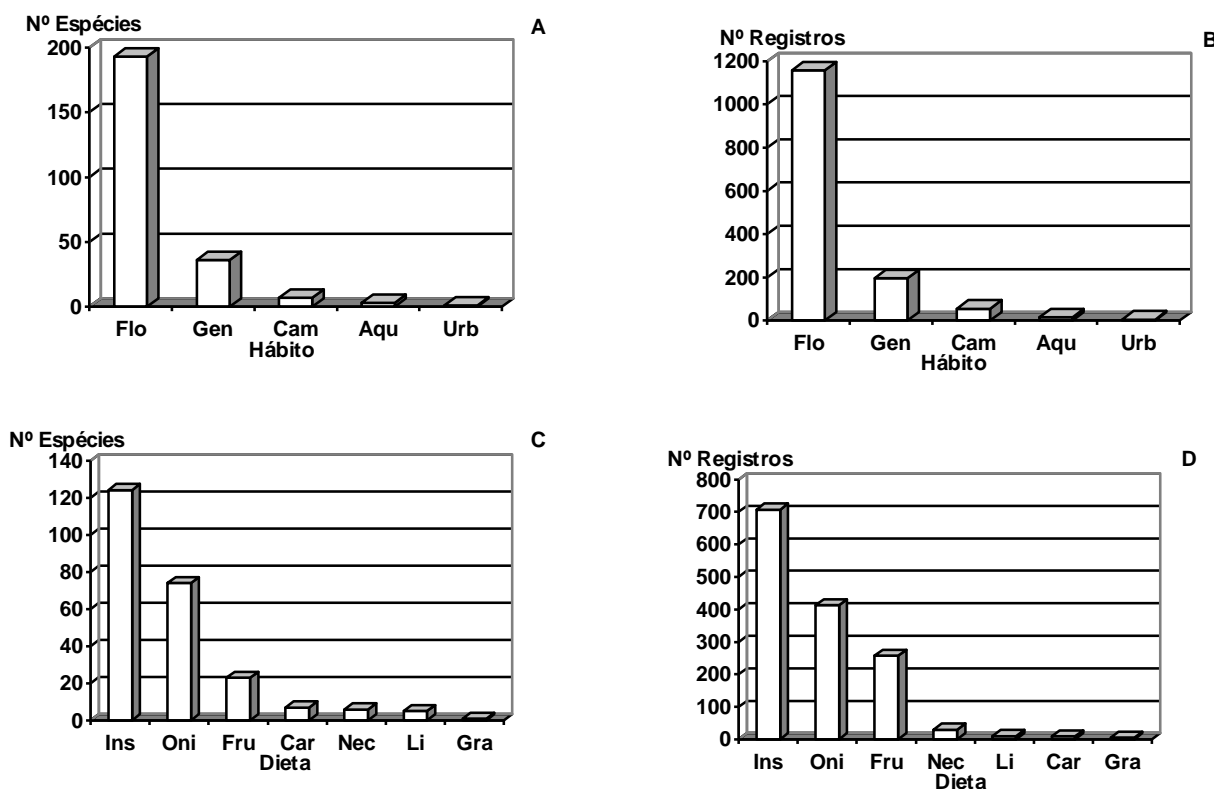 Nº Espécies
A
200
150
100
50
0
Flo Gen Cam Aqu Urb
Hábito
Nº Registros
B
1200
1000
800
600
400
200
0
Flo Gen Cam Aqu Urb
Hábito
Nº Espécies
C
140
120
100
80
60
40
20
0
Ins Oni Fru Car Nec Li Gra
Dieta
Nº Registros
D
800
700
600
500
400
300
200
100
0
Ins Oni Fru Nec Li Car Gra
Dieta